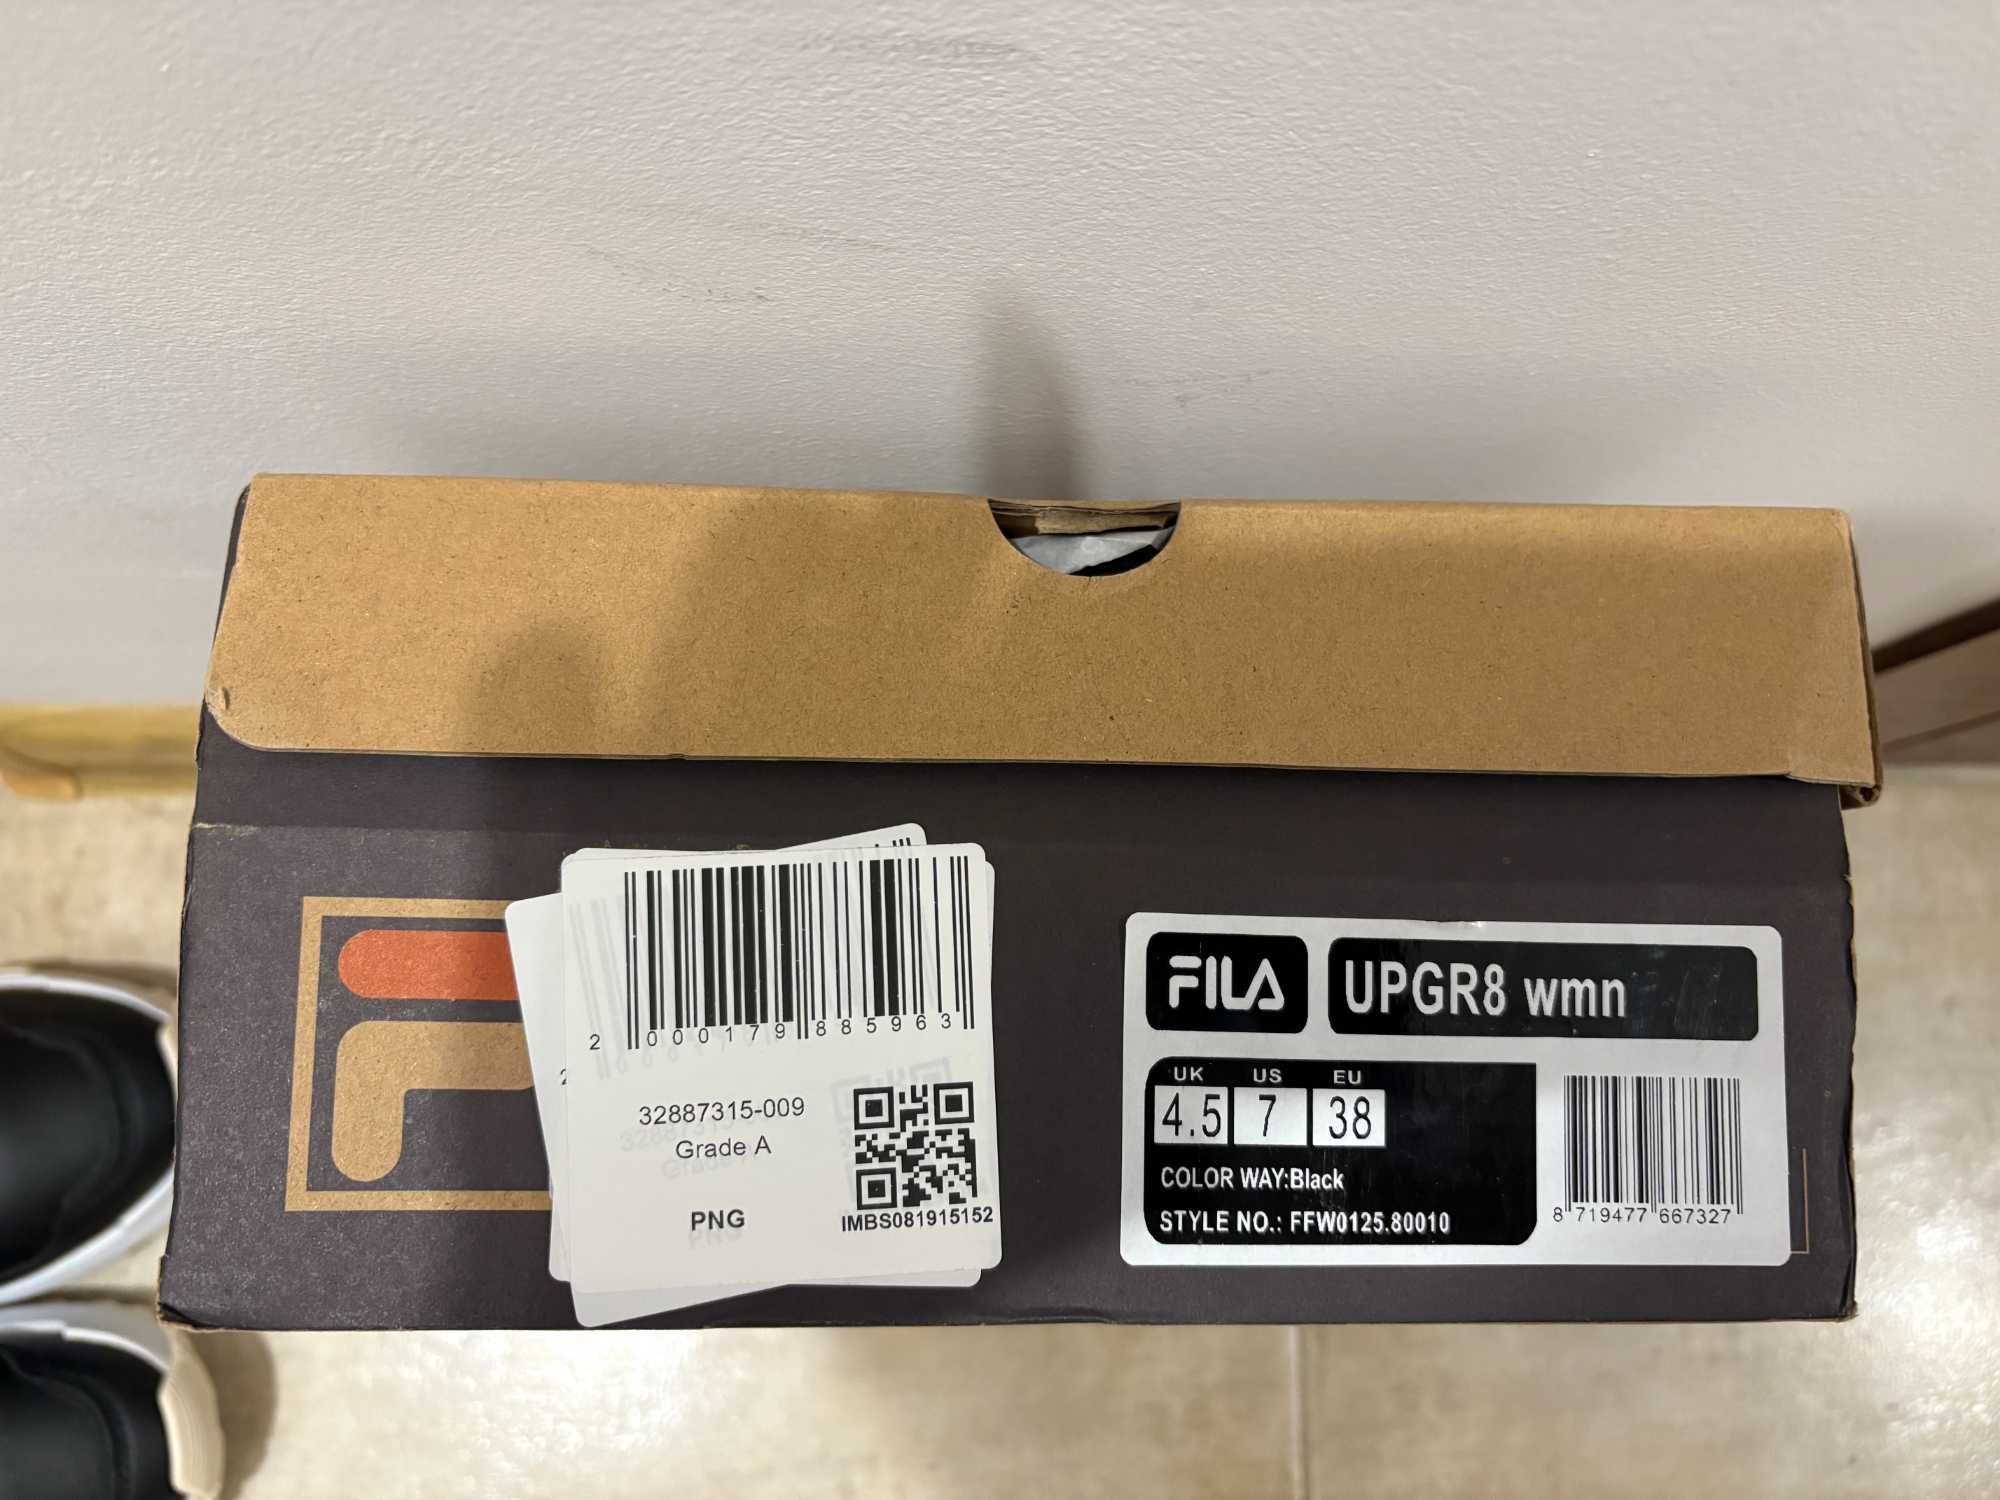 2 000179 885963
32887315-009
Grade A
PNG
IMBS081915152
FILA
UPGR8 wmn
UK US EU
4.5 7 38
COLOR WAY:Black
STYLE NO.: FFW0125.80010
8 719477 667327